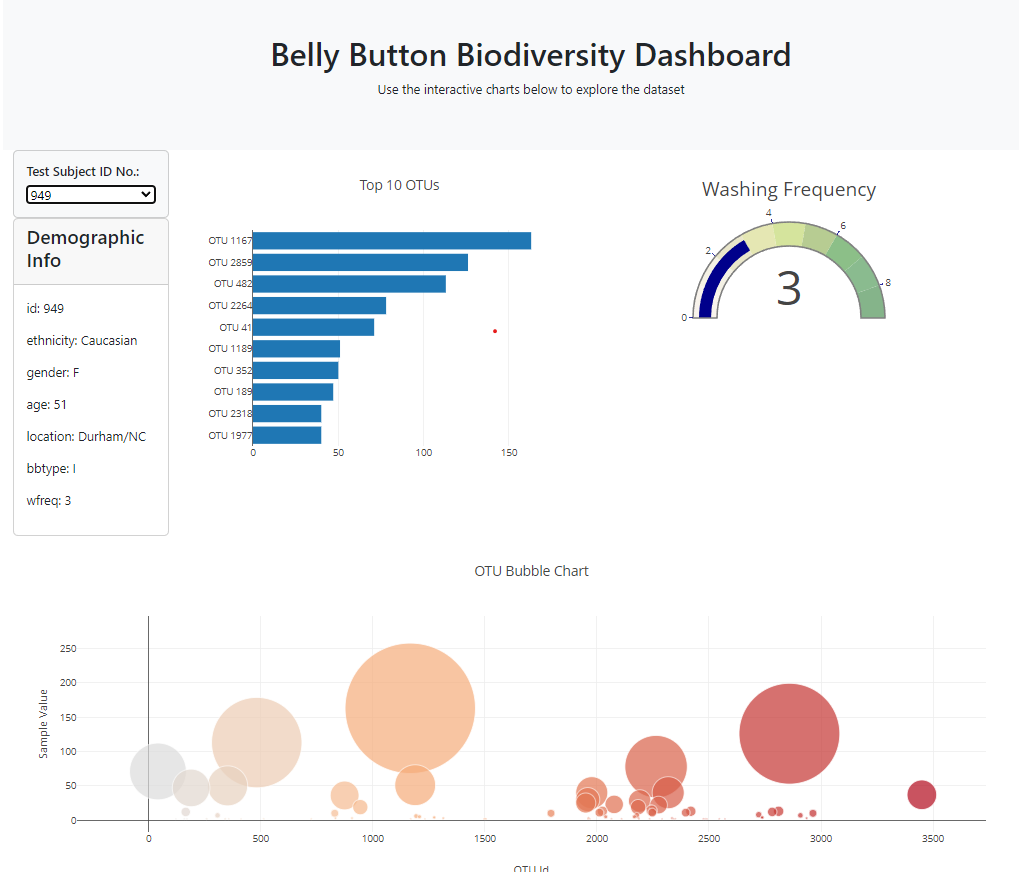 Belly Button Biodiversity Dashboard
Use the interactive charts below to explore the dataset
Test Subject ID No.:
949
Demographic
Info
id: 949
ethnicity: Caucasian
gender: F
age: 51
location: Durham/NC
bbtype: I
wfreq: 3
Top 10 OTUs
OTU 1167
OTU 2859
OTU 482
OTU 2264
OTU 41
OTU 1189
OTU 352
OTU 189
OTU 2318
OTU 1977
0 50 100 150
Washing Frequency
0 2 4 6 8
3
OTU Bubble Chart
Sample Value
250
200
150
100
50
0
0 500 1000 1500 2000 2500 3000 3500
OTU Id